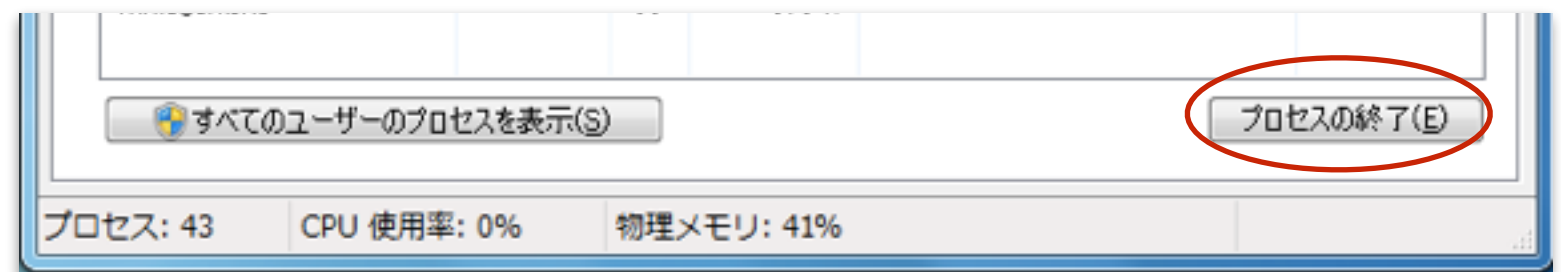 すべてのユーザーのプロセスを表示(S)
プロセスの終了(E)
プロセス: 43 CPU 使用率: 0% 物理メモリ: 41%